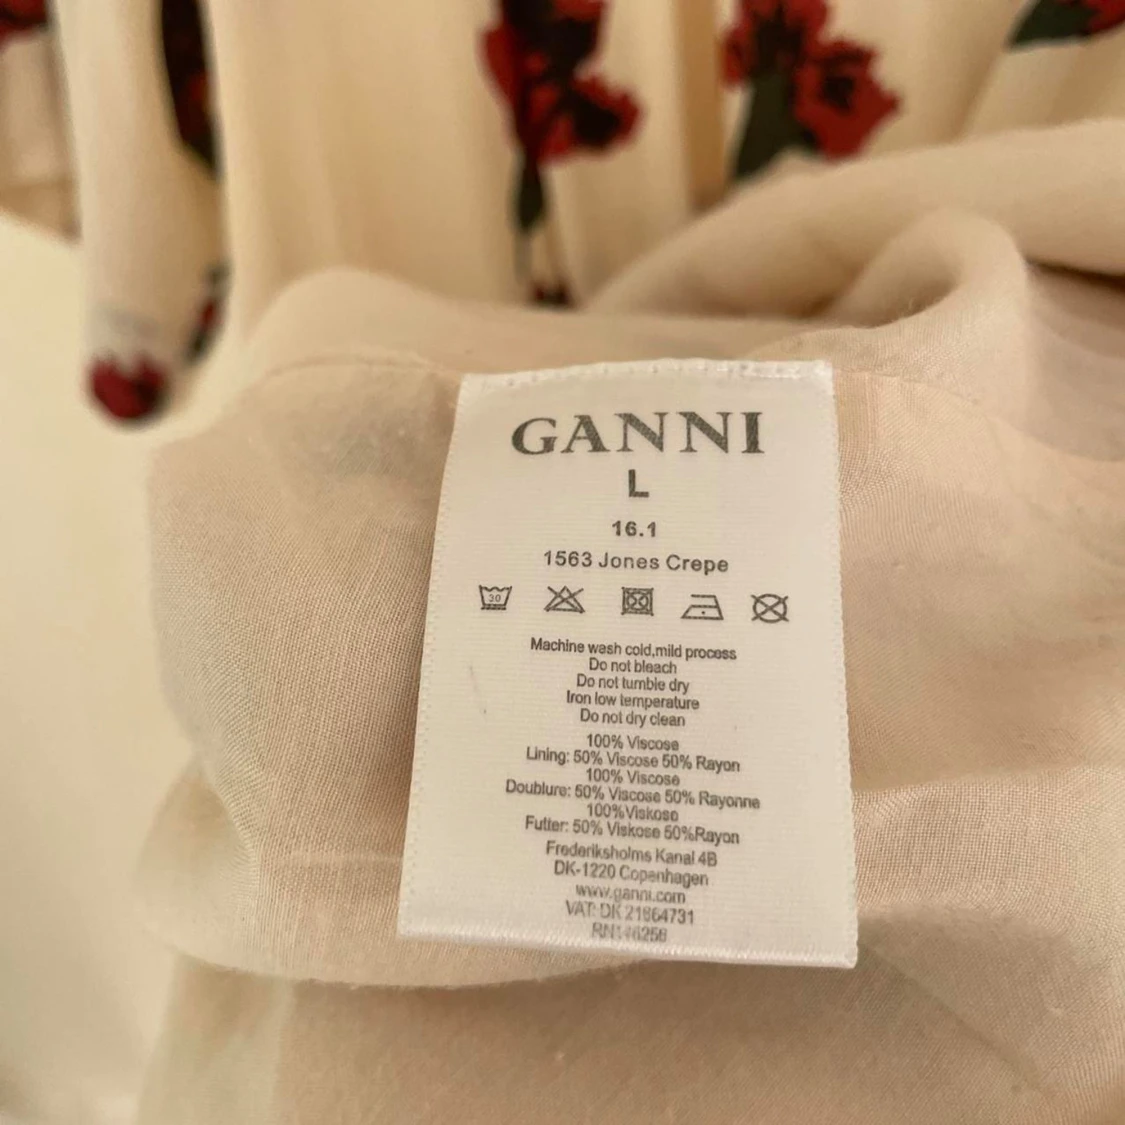 GANNI
L
16.1
1563 Jones Crepe
30
Machine wash cold,mild process
Do not bleach
Do not tumble dry
Iron low temperature
Do not dry clean
100% Viscose
Lining: 50% Viscose 50% Rayon
100% Viscose
Doublure: 50% Viscose 50% Rayonne
100%Viskose
Futter: 50% Viskose 50%Rayon
Frederiksholms Kanal 4B
DK-1220 Copenhagen
www.ganni.com
VAT: DK 21864731